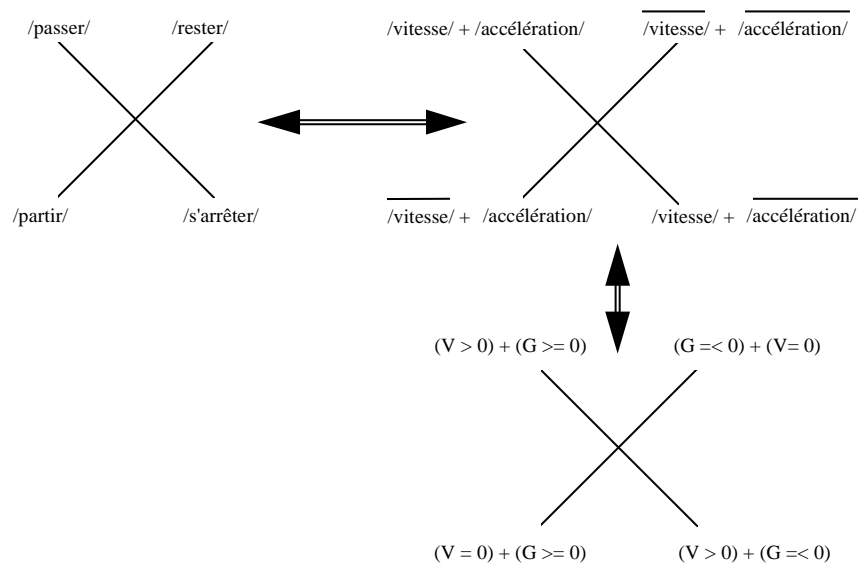 /passer/ /rester/ /vitesse/ + /accélération/ /vitesse/ + /accélération/
/partir/ /s'arrêter/ /vitesse/ + /accélération/ /vitesse/ + /accélération/
(V > 0) + (G >= 0) (G =< 0) + (V= 0)
(V = 0) + (G >= 0) (V > 0) + (G =< 0)